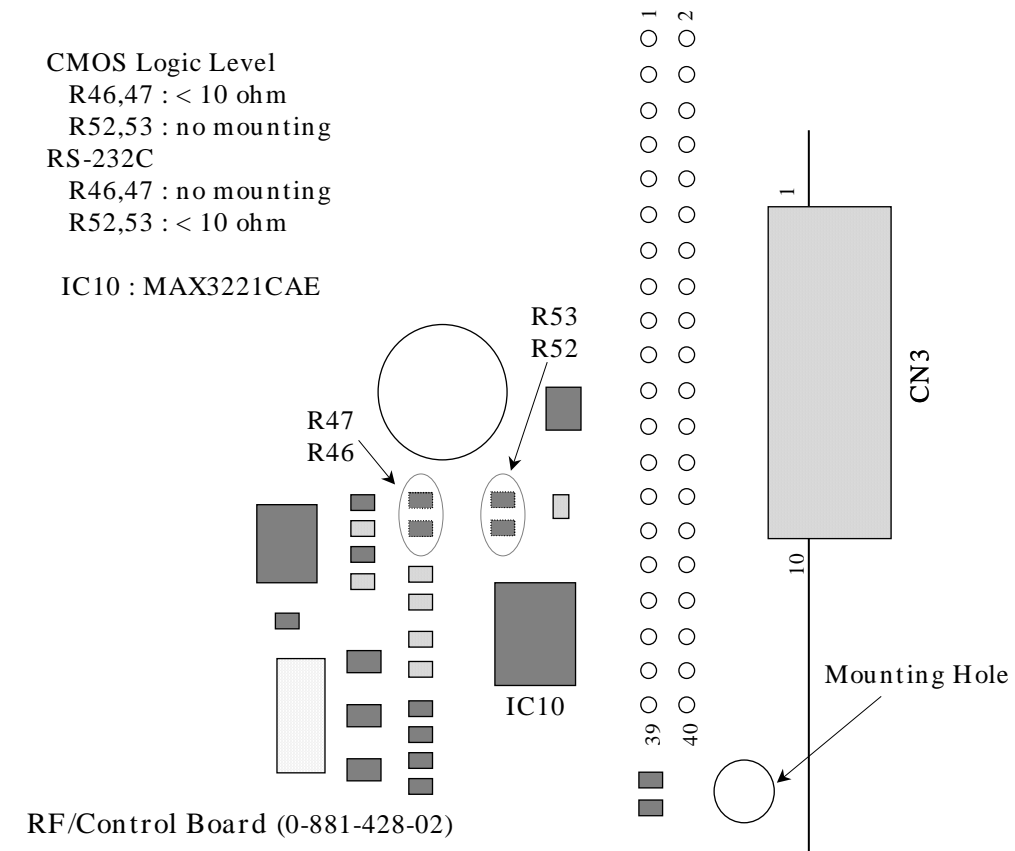 CMOS Logic Level
R46,47 : < 10 ohm
R52,53 : no mounting
RS-232C
R46,47 : no mounting
R52,53 : < 10 ohm
IC10 : MAX3221CAE
1 2
1
R53
R52
CN3
R47
R46
10
Mounting Hole
IC10
39 40
RF/Control Board (0-881-428-02)